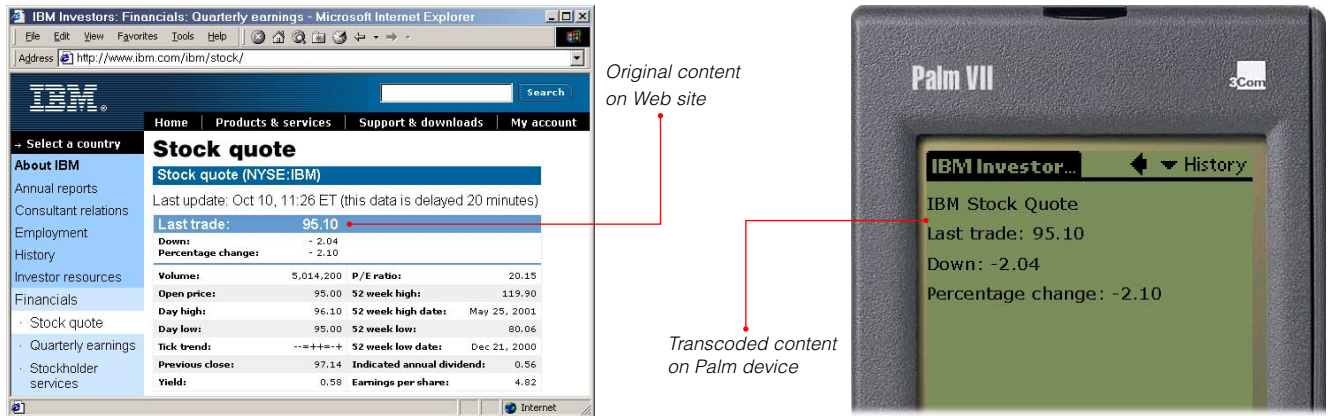 IBM Investors: Financials: Quarterly earnings - Microsoft Internet Explorer
File Edit View Favorites Tools Help
Address http://www.ibm.com/ibm/stock/
IBM®
Search
Home | Products & services | Support & downloads | My account
→ Select a country
About IBM
Annual reports
Consultant relations
Employment
History
Investor resources
Financials
· Stock quote
· Quarterly earnings
· Stockholder
services
Stock quote
Stock quote (NYSE:IBM)
Last update: Oct 10, 11:26 ET (this data is delayed 20 minutes)
Last trade: 95.10
Down: - 2.04
Percentage change: - 2.10
Volume: 5,014,200 P/E ratio: 20.15
Open price: 95.00 52 week high: 119.90
Day high: 96.10 52 week high date: May 25, 2001
Day low: 95.00 52 week low: 80.06
Tick trend: --=++=-+ 52 week low date: Dec 21, 2000
Previous close: 97.14 Indicated annual dividend: 0.56
Yield: 0.58 Earnings per share: 4.82
Internet
Original content
on Web site
Transcoded content
on Palm device
Palm VII
3Com
IBM Investor... History
IBM Stock Quote
Last trade: 95.10
Down: -2.04
Percentage change: -2.10